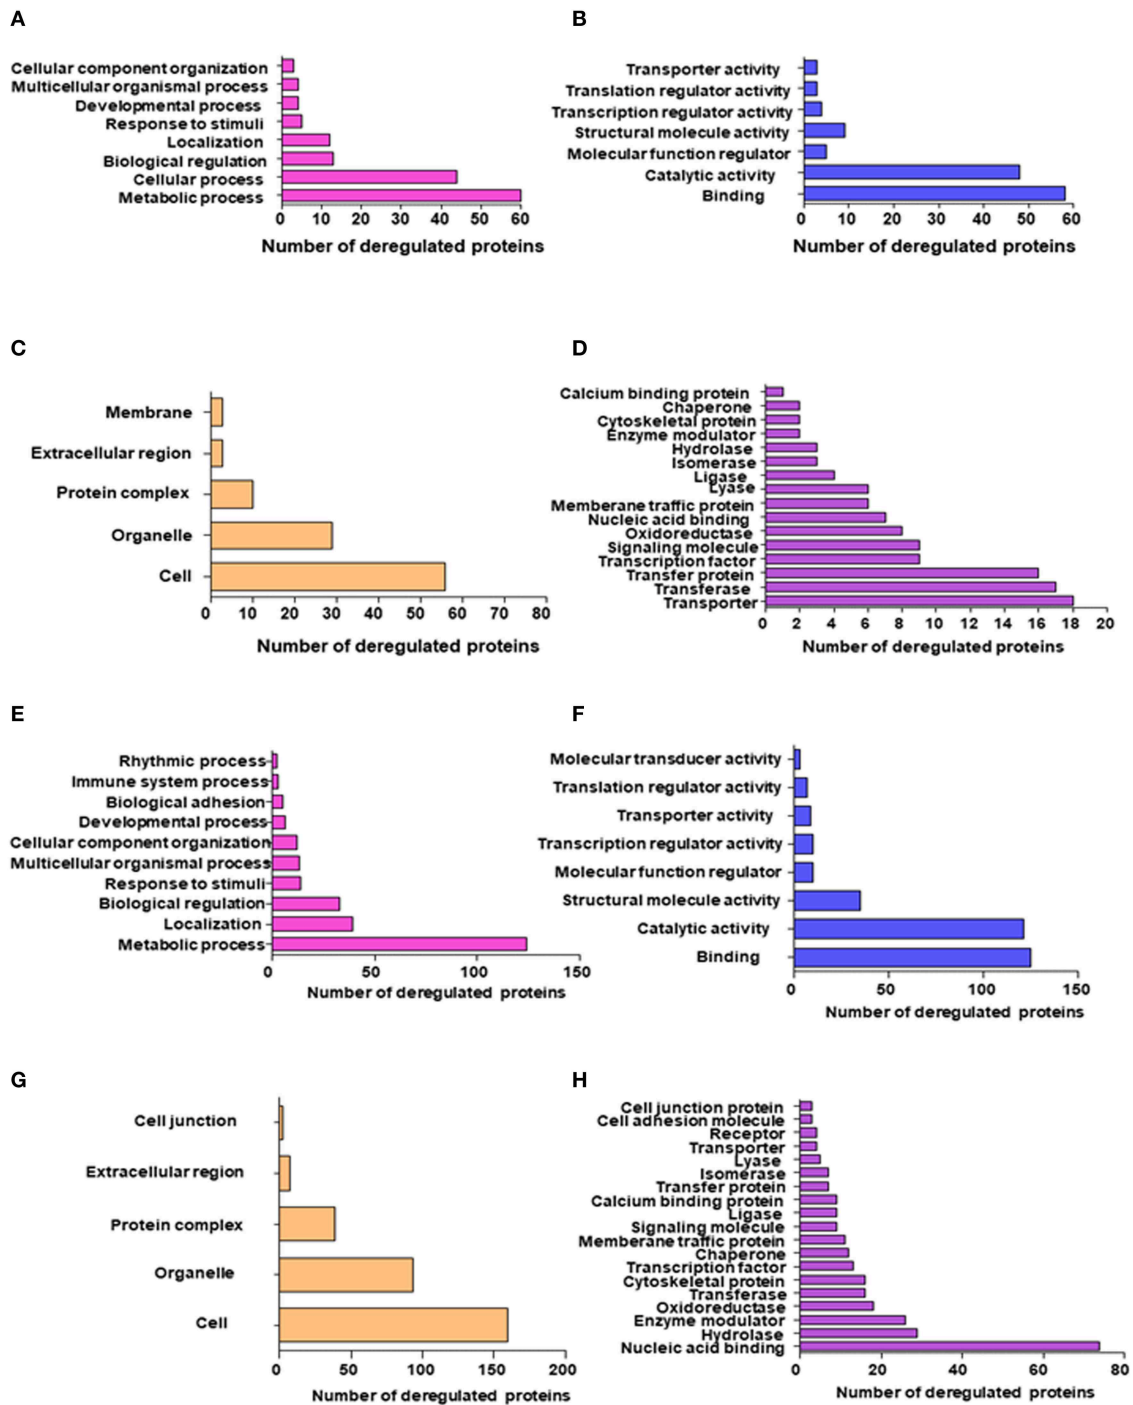 A
Cellular component organization
Multicellular organismal process
Developmental process
Response to stimuli
Localization
Biological regulation
Cellular process
Metabolic process
0 10 20 30 40 50 60
Number of deregulated proteins
B
Transporter activity
Translation regulator activity
Transcription regulator activity
Structural molecule activity
Molecular function regulator
Catalytic activity
Binding
0 10 20 30 40 50 60
Number of deregulated proteins
C
Membrane
Extracellular region
Protein complex
Organelle
Cell
0 10 20 30 40 50 60 70 80
Number of deregulated proteins
D
Calcium binding protein
Chaperone
Cytoskeletal protein
Enzyme modulator
Hydrolase
Isomerase
Ligase
Lyase
Memberane traffic protein
Nucleic acid binding
Oxidoreductase
Signaling molecule
Transcription factor
Transfer protein
Transferase
Transporter
0 2 4 6 8 10 12 14 16 18 20
Number of deregulated proteins
E
Rhythmic process
Immune system process
Biological adhesion
Developmental process
Cellular component organization
Multicellular organismal process
Response to stimuli
Biological regulation
Localization
Metabolic process
0 50 100 150
Number of deregulated proteins
F
Molecular transducer activity
Translation regulator activity
Transporter activity
Transcription regulator activity
Molecular function regulator
Structural molecule activity
Catalytic activity
Binding
0 50 100 150
Number of deregulated proteins
G
Cell junction
Extracellular region
Protein complex
Organelle
Cell
0 50 100 150 200
Number of deregulated proteins
H
Cell junction protein
Cell adhesion molecule
Receptor
Transporter
Lyase
Isomerase
Transfer protein
Calcium binding protein
Ligase
Signaling molecule
Memberane traffic protein
Chaperone
Transcription factor
Cytoskeletal protein
Transferase
Oxidoreductase
Enzyme modulator
Hydrolase
Nucleic acid binding
0 20 40 60 80
Number of deregulated proteins